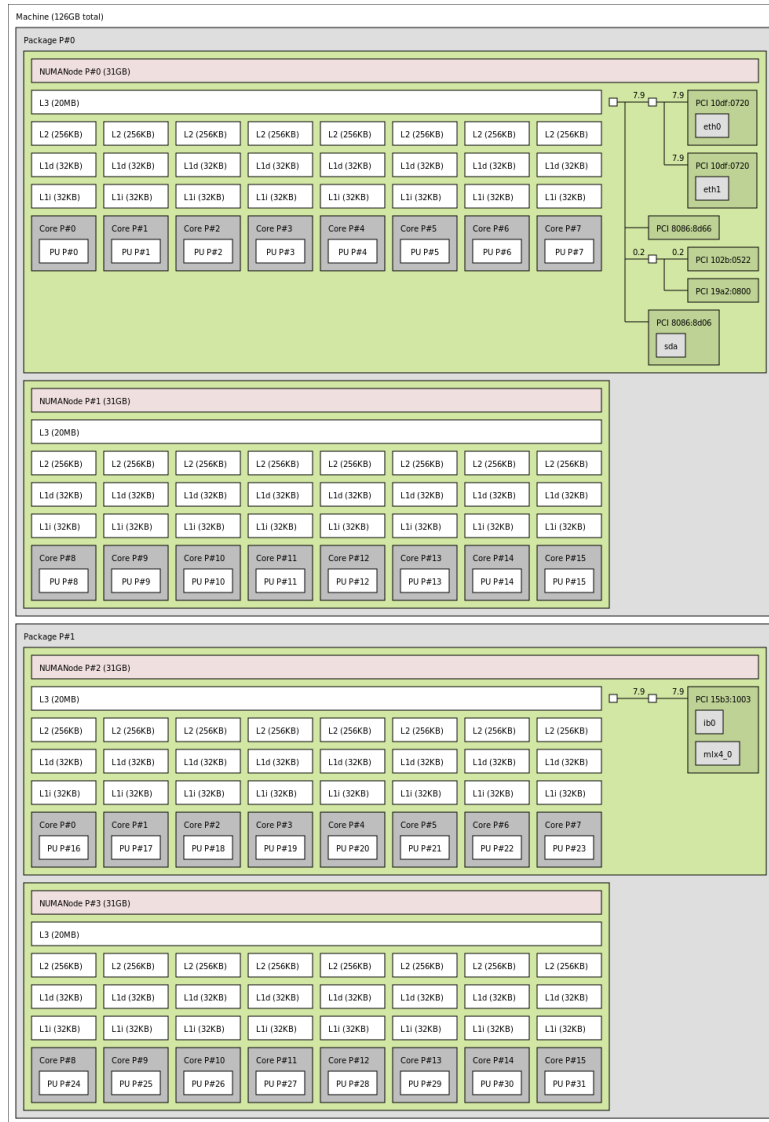 Machine (126GB total)
Package P#0
NUMANode P#0 (31GB)
L3 (20MB)
7.9 7.9 PCI 10df:0720
eth0
L2 (256KB) L2 (256KB) L2 (256KB) L2 (256KB) L2 (256KB) L2 (256KB) L2 (256KB) L2 (256KB)
L1d (32KB) L1d (32KB) L1d (32KB) L1d (32KB) L1d (32KB) L1d (32KB) L1d (32KB) L1d (32KB)
7.9 PCI 10df:0720
eth1
L1i (32KB) L1i (32KB) L1i (32KB) L1i (32KB) L1i (32KB) L1i (32KB) L1i (32KB) L1i (32KB)
Core P#0 Core P#1 Core P#2 Core P#3 Core P#4 Core P#5 Core P#6 Core P#7
PU P#0 PU P#1 PU P#2 PU P#3 PU P#4 PU P#5 PU P#6 PU P#7
PCI 8086:8d66
0.2 0.2 PCI 102b:0522
PCI 19a2:0800
PCI 8086:8d06
sda
NUMANode P#1 (31GB)
L3 (20MB)
L2 (256KB) L2 (256KB) L2 (256KB) L2 (256KB) L2 (256KB) L2 (256KB) L2 (256KB) L2 (256KB)
L1d (32KB) L1d (32KB) L1d (32KB) L1d (32KB) L1d (32KB) L1d (32KB) L1d (32KB) L1d (32KB)
L1i (32KB) L1i (32KB) L1i (32KB) L1i (32KB) L1i (32KB) L1i (32KB) L1i (32KB) L1i (32KB)
Core P#8 Core P#9 Core P#10 Core P#11 Core P#12 Core P#13 Core P#14 Core P#15
PU P#8 PU P#9 PU P#10 PU P#11 PU P#12 PU P#13 PU P#14 PU P#15
Package P#1
NUMANode P#2 (31GB)
L3 (20MB)
7.9 7.9 PCI 15b3:1003
ib0
mlx4_0
L2 (256KB) L2 (256KB) L2 (256KB) L2 (256KB) L2 (256KB) L2 (256KB) L2 (256KB) L2 (256KB)
L1d (32KB) L1d (32KB) L1d (32KB) L1d (32KB) L1d (32KB) L1d (32KB) L1d (32KB) L1d (32KB)
L1i (32KB) L1i (32KB) L1i (32KB) L1i (32KB) L1i (32KB) L1i (32KB) L1i (32KB) L1i (32KB)
Core P#0 Core P#1 Core P#2 Core P#3 Core P#4 Core P#5 Core P#6 Core P#7
PU P#16 PU P#17 PU P#18 PU P#19 PU P#20 PU P#21 PU P#22 PU P#23
NUMANode P#3 (31GB)
L3 (20MB)
L2 (256KB) L2 (256KB) L2 (256KB) L2 (256KB) L2 (256KB) L2 (256KB) L2 (256KB) L2 (256KB)
L1d (32KB) L1d (32KB) L1d (32KB) L1d (32KB) L1d (32KB) L1d (32KB) L1d (32KB) L1d (32KB)
L1i (32KB) L1i (32KB) L1i (32KB) L1i (32KB) L1i (32KB) L1i (32KB) L1i (32KB) L1i (32KB)
Core P#8 Core P#9 Core P#10 Core P#11 Core P#12 Core P#13 Core P#14 Core P#15
PU P#24 PU P#25 PU P#26 PU P#27 PU P#28 PU P#29 PU P#30 PU P#31